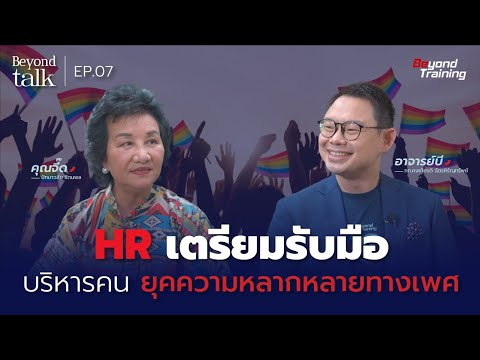 Beyond talk
EP.07
Beyond Training
คุณจี๊ด
อาจารย์บี
HR เตรียมรับมือ
บริหารคน ยุคความหลากหลายทางเพศ